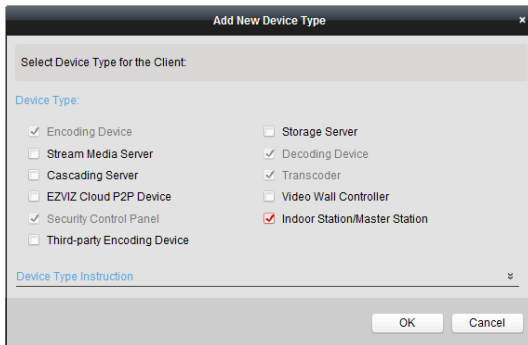 Add New Device Type
Select Device Type for the Client:
Device Type:
Encoding Device
Storage Server
Stream Media Server
Decoding Device
Cascading Server
Transcoder
EZVIZ Cloud P2P Device
Video Wall Controller
Security Control Panel
Indoor Station/Master Station
Third-party Encoding Device
Device Type Instruction
OK
Cancel